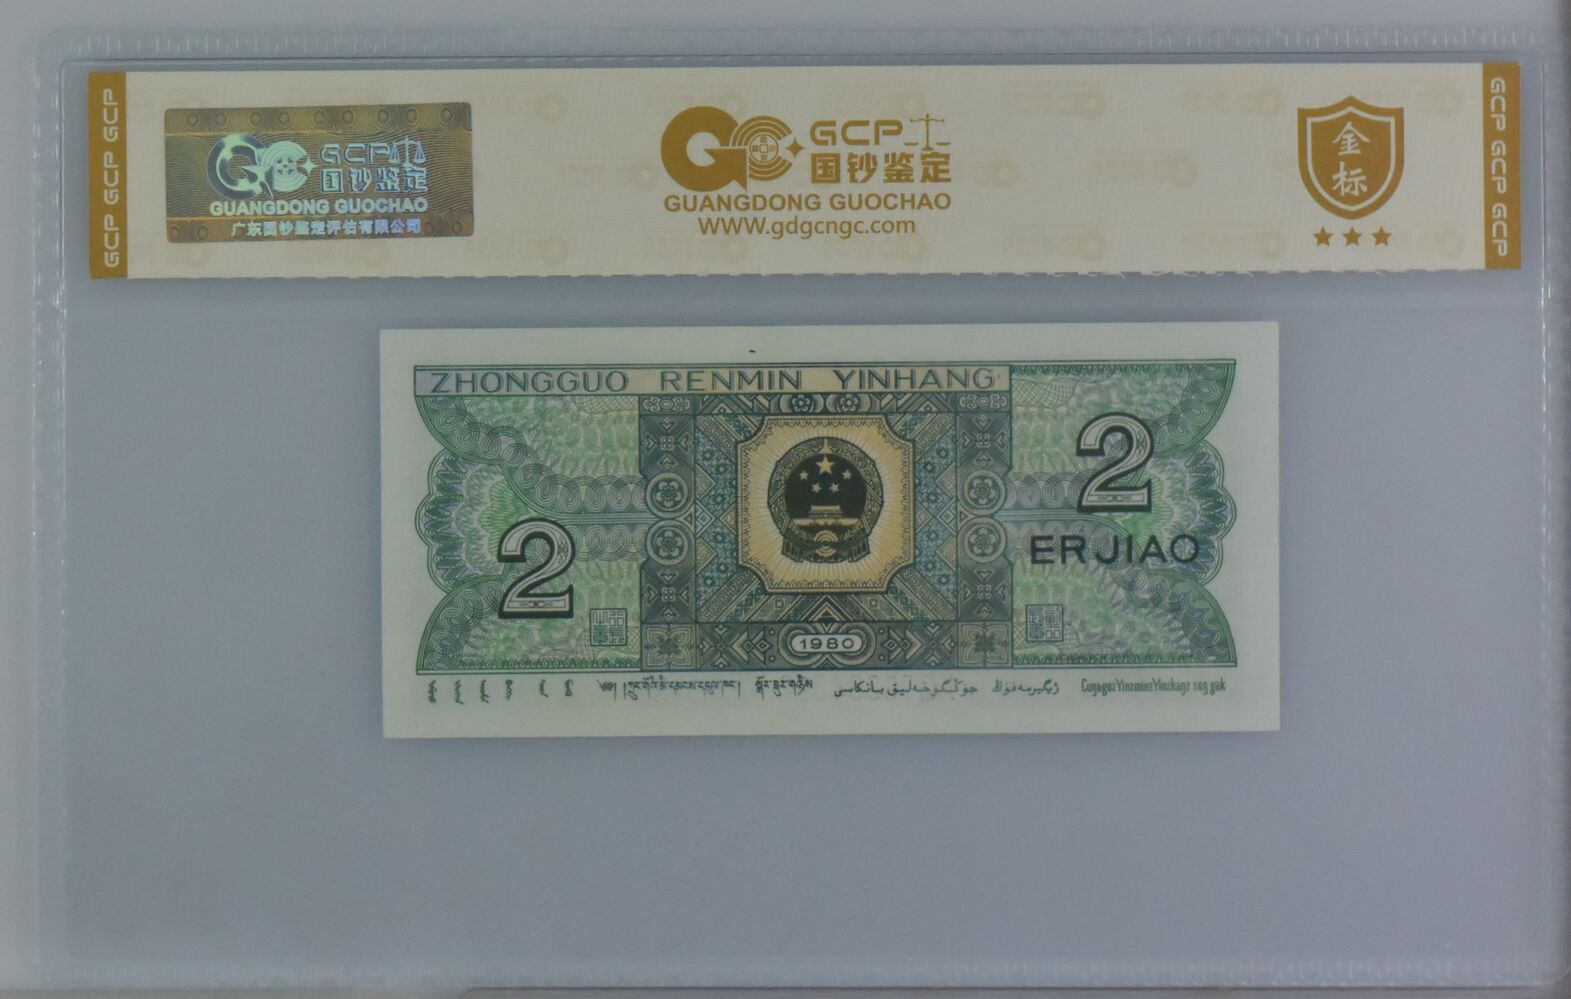 GCP GCP GCP
GCP
国钞鉴定
GUANGDONG GUOCHAO
广东国钞鉴定评估有限公司
GCP
国钞鉴定
GUANGDONG GUOCHAO
WWW.gdgcngc.com
金
标
GCP GCP GCP
ZHONGGUO RENMIN YINHANG
2
2
ERJIAO
1980